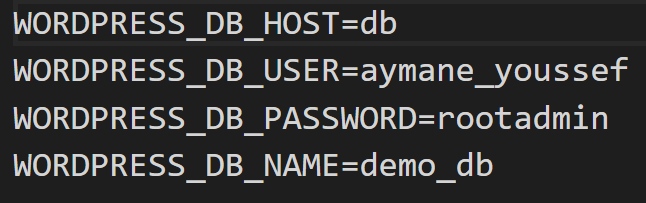 WORDPRESS_DB_HOST=db
WORDPRESS_DB_USER=aymane_youssef
WORDPRESS_DB_PASSWORD=rootadmin
WORDPRESS_DB_NAME=demo_db